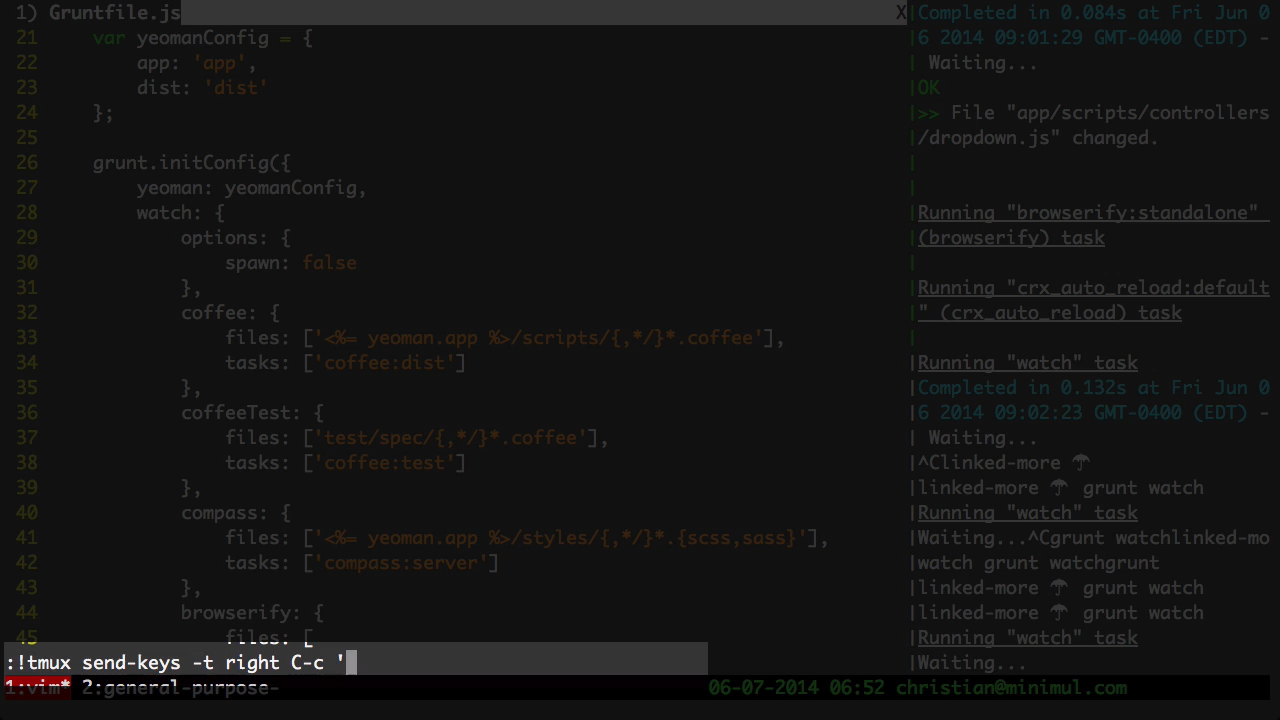 1) Gruntfile.js X
21 var yeomanConfig = {
22 app: 'app',
23 dist: 'dist'
24 };
25
26 grunt.initConfig({
27 yeoman: yeomanConfig,
28 watch: {
29 options: {
30 spawn: false
31 },
32 coffee: {
33 files: ['<%= yeoman.app %>/scripts/{,*/}*.coffee'],
34 tasks: ['coffee:dist']
35 },
36 coffeeTest: {
37 files: ['test/spec/{,*/}*.coffee'],
38 tasks: ['coffee:test']
39 },
40 compass: {
41 files: ['<%= yeoman.app %>/styles/{,*/}*.{scss,sass}'],
42 tasks: ['compass:server']
43 },
44 browserify: {
45 files: [
:!tmux send-keys -t right C-c '
|Completed in 0.084s at Fri Jun 0
|6 2014 09:01:29 GMT-0400 (EDT) -
| Waiting...
|OK
|>> File "app/scripts/controllers
|/dropdown.js" changed.
|
|
|Running "browserify:standalone"
|(browserify) task
|
|Running "crx_auto_reload:default
|" (crx_auto_reload) task
|
|Running "watch" task
|Completed in 0.132s at Fri Jun 0
|6 2014 09:02:23 GMT-0400 (EDT) -
| Waiting...
|^Clinked-more ☂
|linked-more ☂ grunt watch
|Running "watch" task
|Waiting...^Cgrunt watchlinked-mo
|watch grunt watchgrunt
|linked-more ☂ grunt watch
|linked-more ☂ grunt watch
|Running "watch" task
|Waiting...
1:vim* 2:general-purpose- 06-07-2014 06:52 christian@minimul.com